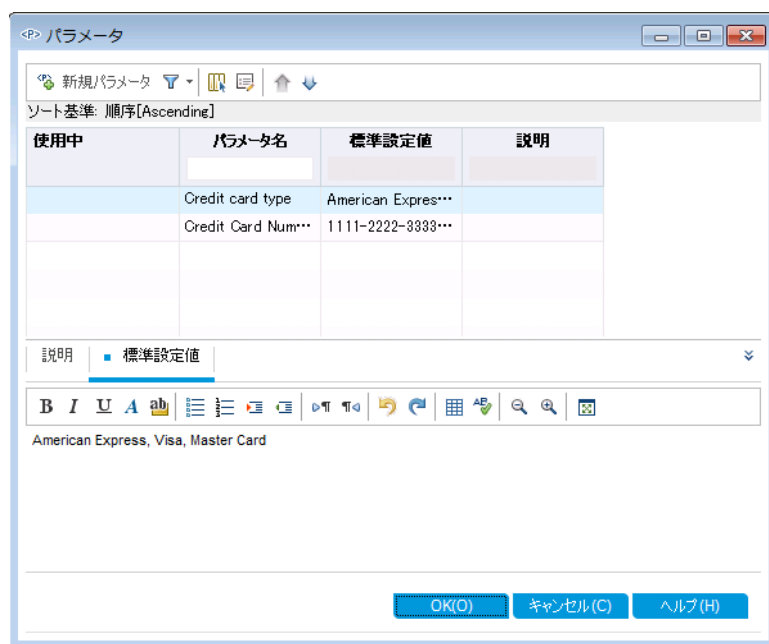 パラメータ
新規パラメータ
ソート基準: 順序[Ascending]
使用中 パラメータ名 標準設定値 説明
Credit card type American Expres…
Credit Card Num… 1111-2222-3333…
説明 標準設定値
B I U A ab
American Express, Visa, Master Card
OK(O) キャンセル(C) ヘルプ(H)